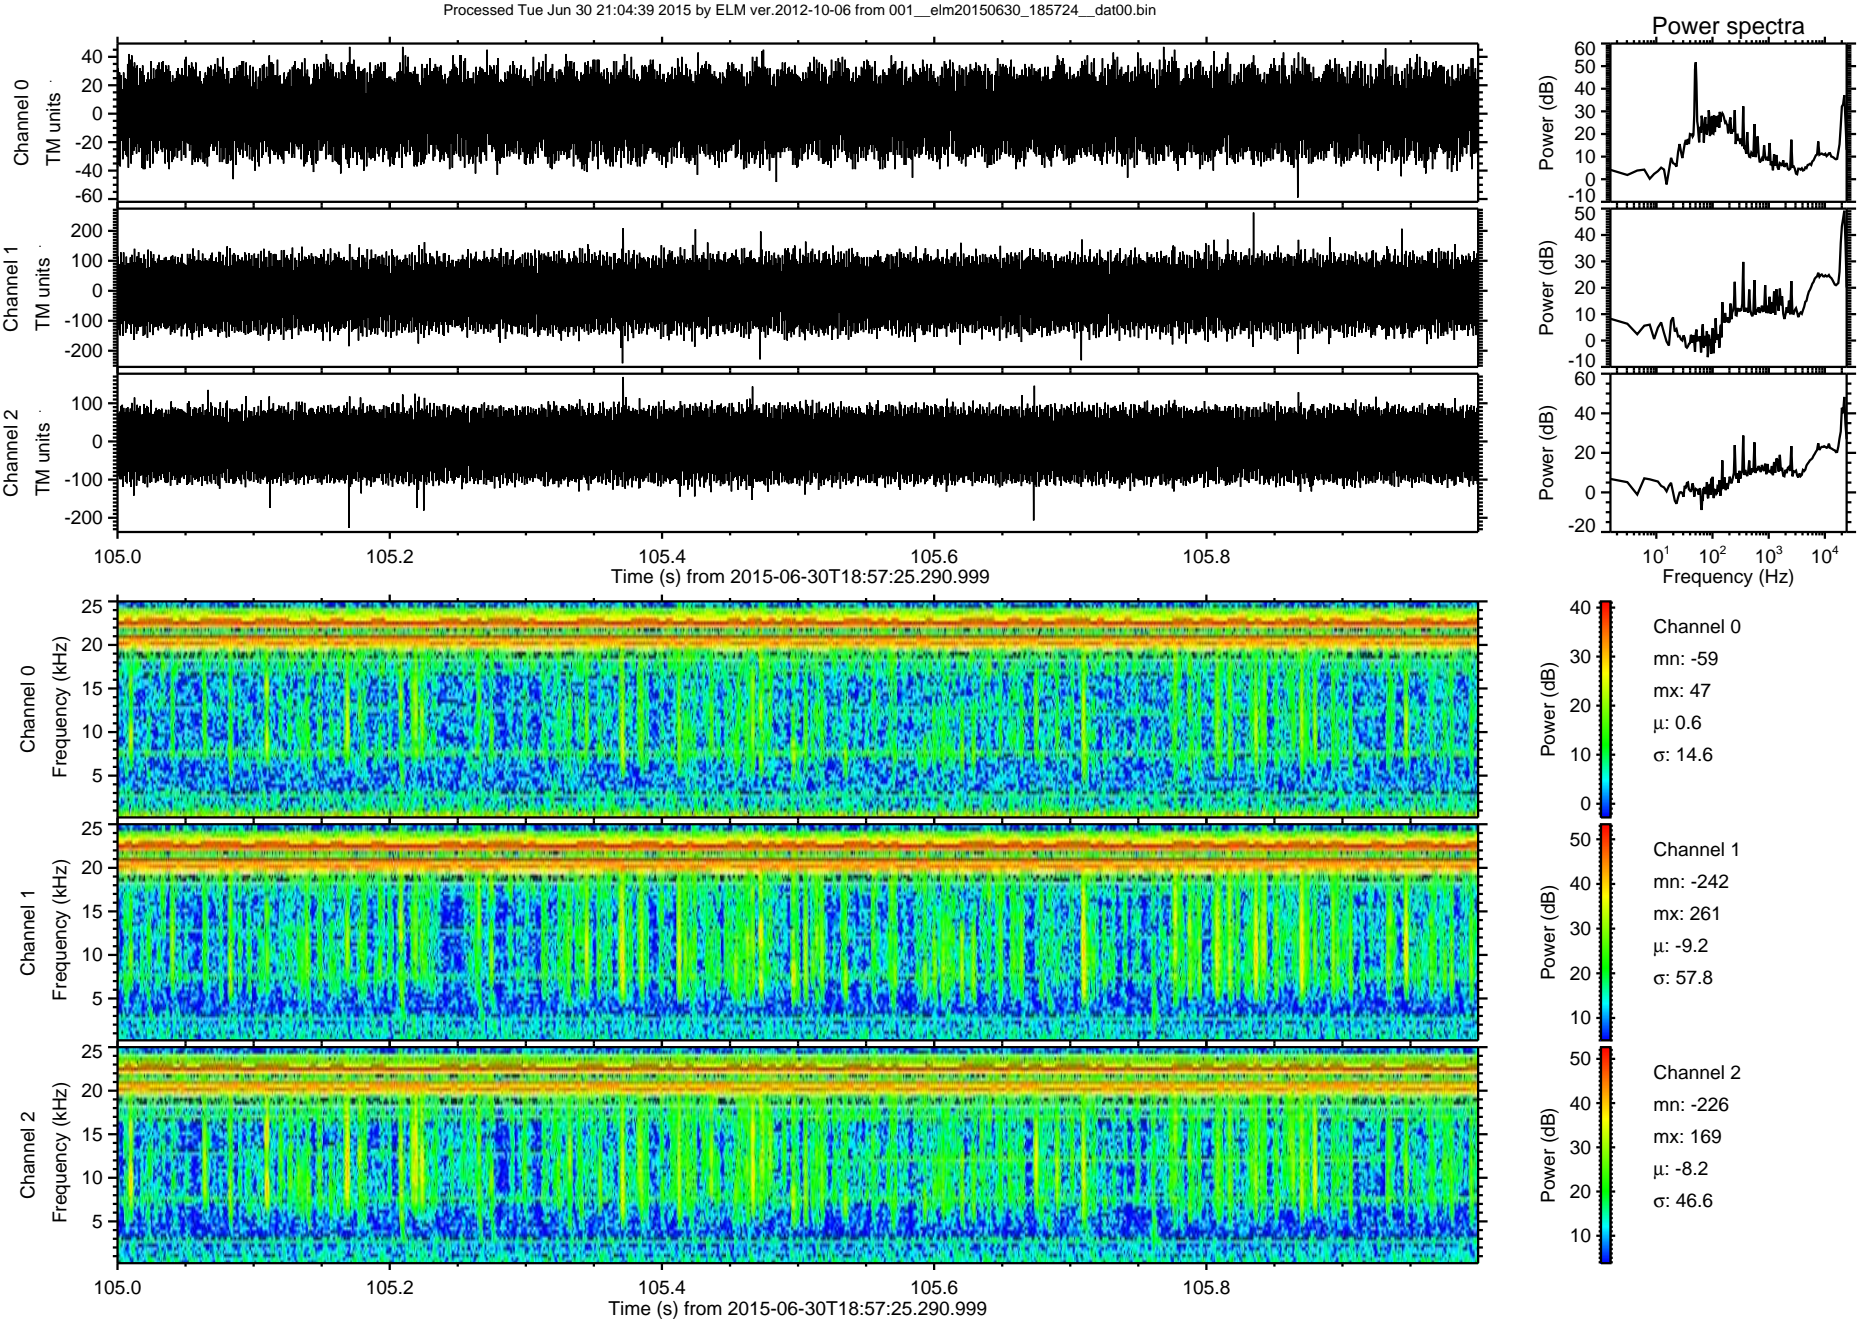 Processed Tue Jun 30 21:04:39 2015 by ELM ver.2012-10-06 from 001__elm20150630_185724__dat00.bin
Power spectra
Channel 0
TM units
40
20
0
-20
-40
-60
Power (dB)
60
50
40
30
20
10
0
-10
Channel 1
TM units
200
100
0
-100
-200
Power (dB)
50
40
30
20
10
0
-10
Channel 2
TM units
100
0
-100
-200
Power (dB)
60
40
20
0
-20
105.0 105.2 105.4 105.6 105.8
Time (s) from 2015-06-30T18:57:25.290.999
10¹ 10² 10³ 10⁴
Frequency (Hz)
Channel 0
Frequency (kHz)
25
20
15
10
5
Power (dB)
40
30
20
10
0
Channel 0
mn: -59
mx: 47
μ: 0.6
σ: 14.6
Channel 1
Frequency (kHz)
25
20
15
10
5
Power (dB)
50
40
30
20
10
Channel 1
mn: -242
mx: 261
μ: -9.2
σ: 57.8
Channel 2
Frequency (kHz)
25
20
15
10
5
Power (dB)
50
40
30
20
10
Channel 2
mn: -226
mx: 169
μ: -8.2
σ: 46.6
105.0 105.2 105.4 105.6 105.8
Time (s) from 2015-06-30T18:57:25.290.999